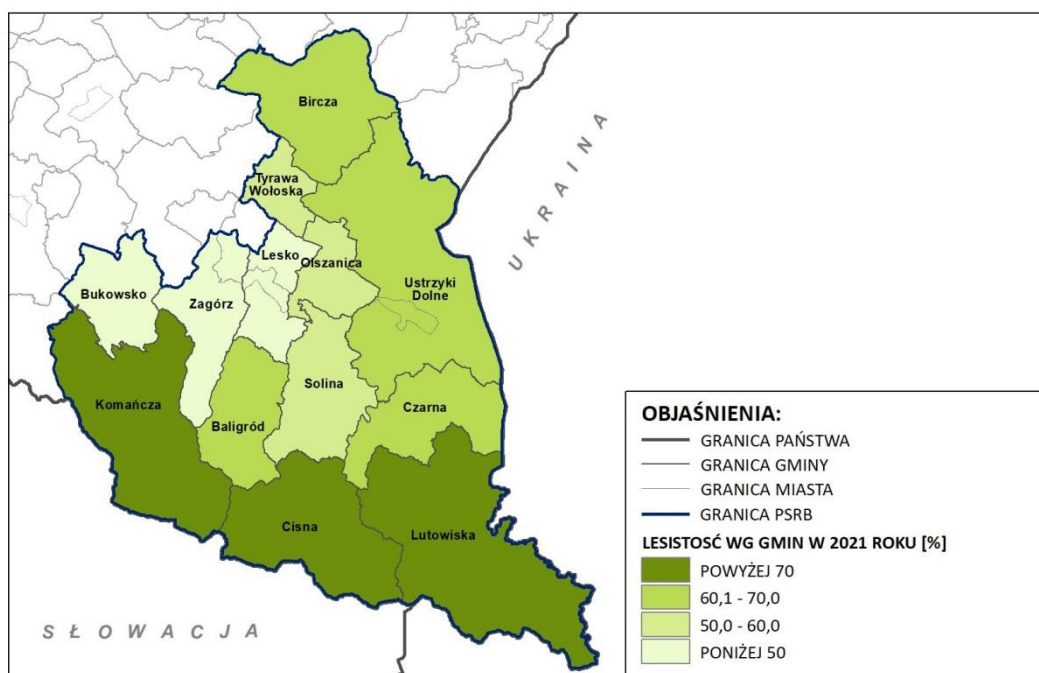 Bircza
Tyrawa
Wołoska
Lesko
Olszanica
Bukowsko
Zagórz
Ustrzyki
Dolne
Solina
Komańcza
Baligród
Czarna
Cisna
Lutowiska
UKRAINA
SŁOWACJA
OBJAŚNIENIA:
GRANICA PAŃSTWA
GRANICA GMINY
GRANICA MIASTA
GRANICA PSRB
LESISTOŚĆ WG GMIN W 2021 ROKU [%]
POWYŻEJ 70
60,1 - 70,0
50,0 - 60,0
PONIŻEJ 50